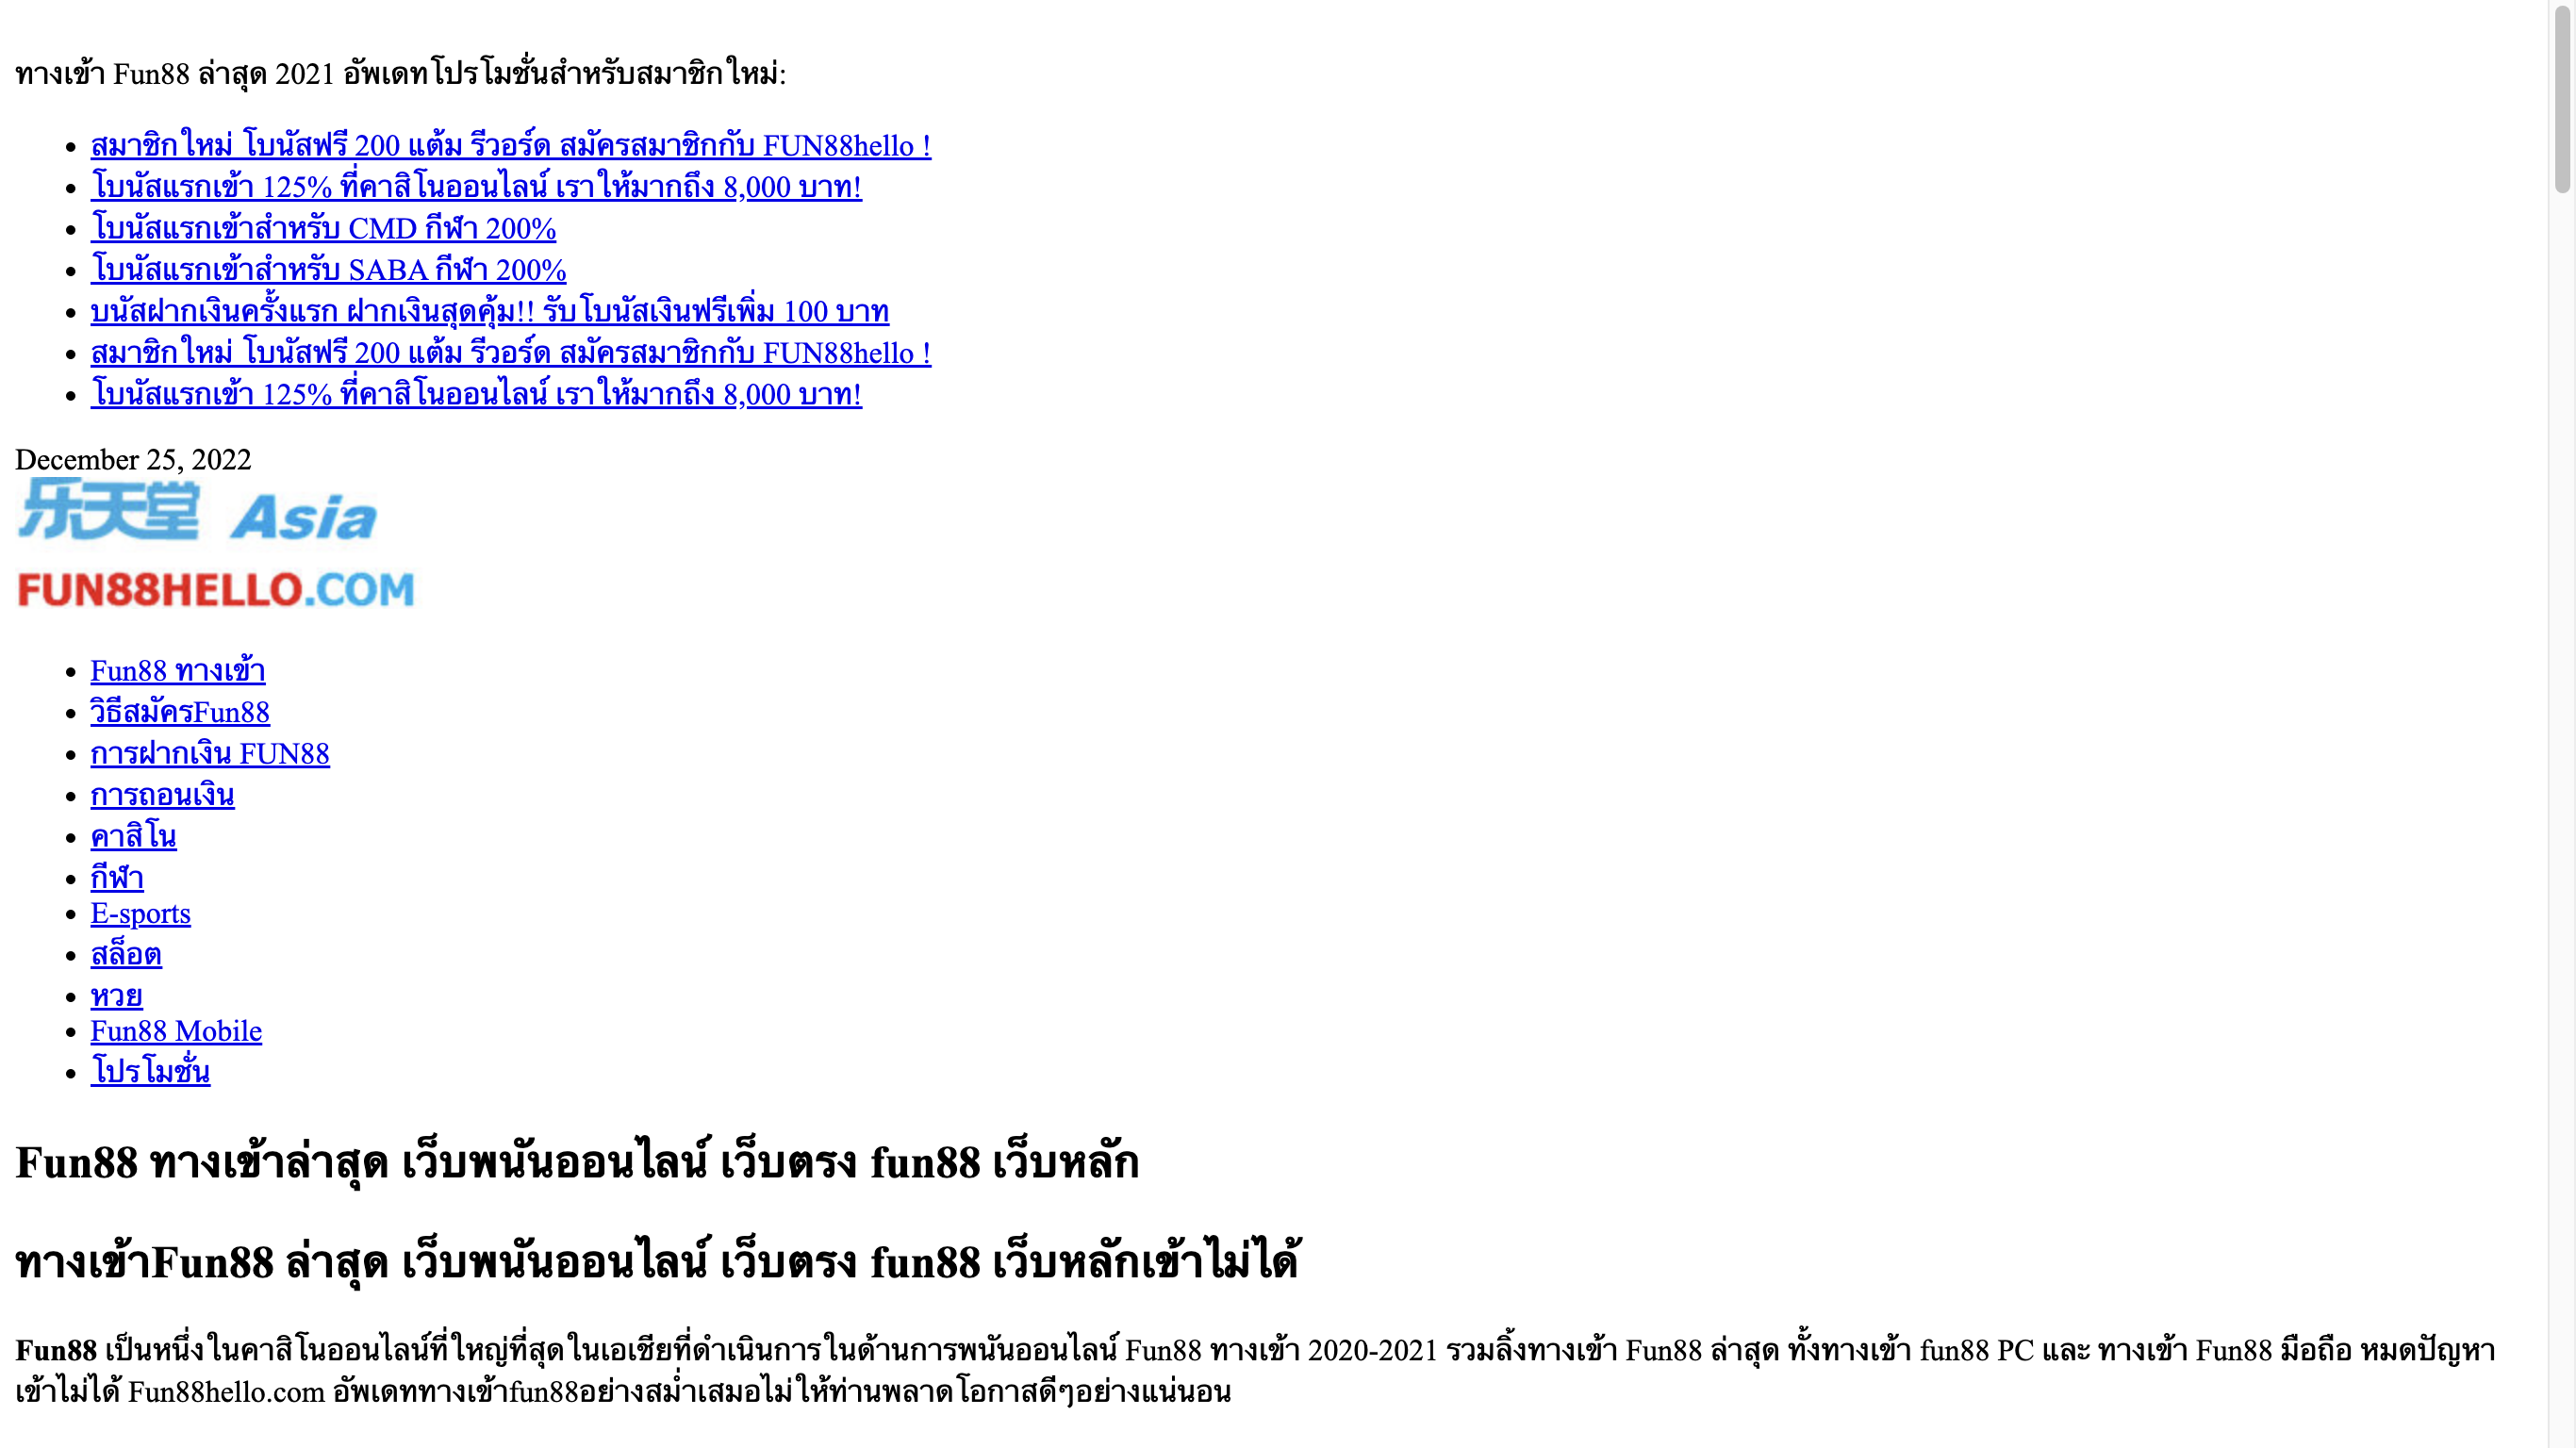 ทางเข้า Fun88 ล่าสุด 2021 อัพเดทโปรโมชั่นสำหรับสมาชิกใหม่:
สมาชิกใหม่ โบนัสฟรี 200 แต้ม รีวอร์ด สมัครสมาชิกกับ FUN88hello !
โบนัสแรกเข้า 125% ที่คาสิโนออนไลน์ เราให้มากถึง 8,000 บาท!
โบนัสแรกเข้าสำหรับ CMD กีฬา 200%
โบนัสแรกเข้าสำหรับ SABA กีฬา 200%
บนัสฝากเงินครั้งแรก ฝากเงินสุดคุ้ม!! รับโบนัสเงินฟรีเพิ่ม 100 บาท
สมาชิกใหม่ โบนัสฟรี 200 แต้ม รีวอร์ด สมัครสมาชิกกับ FUN88hello !
โบนัสแรกเข้า 125% ที่คาสิโนออนไลน์ เราให้มากถึง 8,000 บาท!
December 25, 2022
乐天堂 Asia
FUN88HELLO.COM
Fun88 ทางเข้า
วิธีสมัครFun88
การฝากเงิน FUN88
การถอนเงิน
คาสิโน
กีฬา
E-sports
สล็อต
หวย
Fun88 Mobile
โปรโมชั่น
Fun88 ทางเข้าล่าสุด เว็บพนันออนไลน์ เว็บตรง fun88 เว็บหลัก
ทางเข้าFun88 ล่าสุด เว็บพนันออนไลน์ เว็บตรง fun88 เว็บหลักเข้าไม่ได้
Fun88 เป็นหนึ่งในคาสิโนออนไลน์ที่ใหญ่ที่สุดในเอเชียที่ดำเนินการในด้านการพนันออนไลน์ Fun88 ทางเข้า 2020-2021 รวมลิ้งทางเข้า Fun88 ล่าสุด ทั้งทางเข้า fun88 PC และ ทางเข้า Fun88 มือถือ หมดปัญหา
เข้าไม่ได้ Fun88hello.com อัพเดททางเข้าfun88อย่างสม่ำเสมอไม่ให้ท่านพลาดโอกาสดีๆอย่างแน่นอน